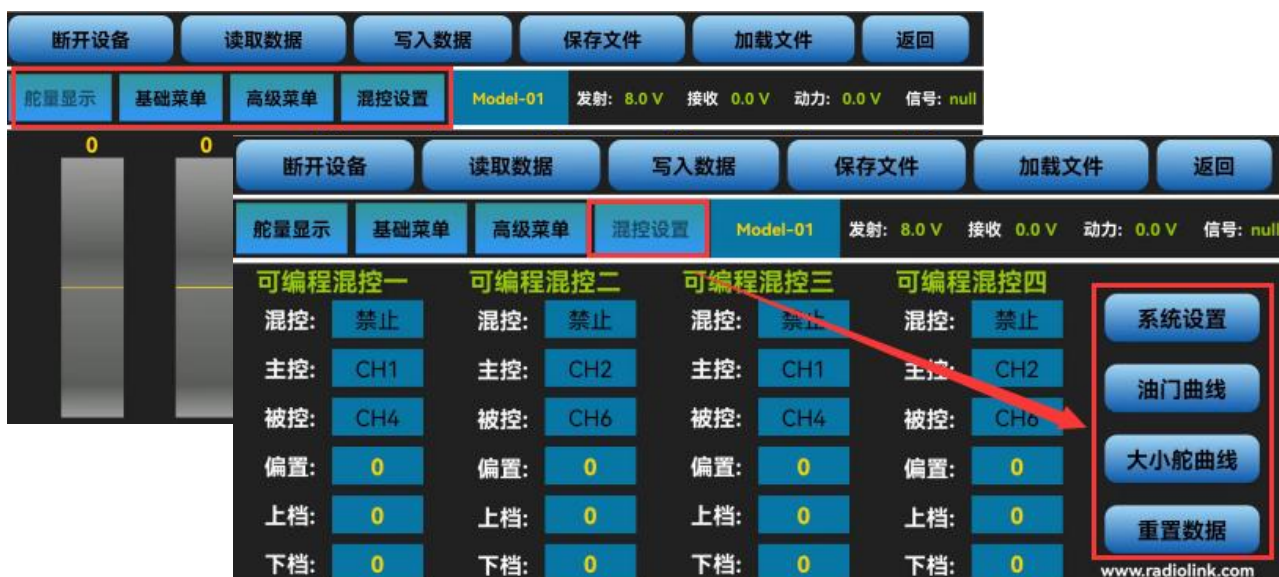 断开设备 读取数据 写入数据 保存文件 加载文件 返回
舵量显示 基础菜单 高级菜单 混控设置 Model-01 发射: 8.0 V 接收 0.0 V 动力: 0.0 V 信号: null
0 0
断开设备 读取数据 写入数据 保存文件 加载文件 返回
舵量显示 基础菜单 高级菜单 混控设置 Model-01 发射: 8.0 V 接收 0.0 V 动力: 0.0 V 信号: null
可编程混控一 可编程混控二 可编程混控三 可编程混控四
混控: 禁止 混控: 禁止 混控: 禁止 混控: 禁止 系统设置
主控: CH1 主控: CH2 主控: CH1 主控: CH2 油门曲线
被控: CH4 被控: CH6 被控: CH4 被控: CH6
偏置: 0 偏置: 0 偏置: 0 偏置: 0 大小舵曲线
上档: 0 上档: 0 上档: 0 上档: 0 重置数据
下档: 0 下档: 0 下档: 0 下档: 0 www.radiolink.com